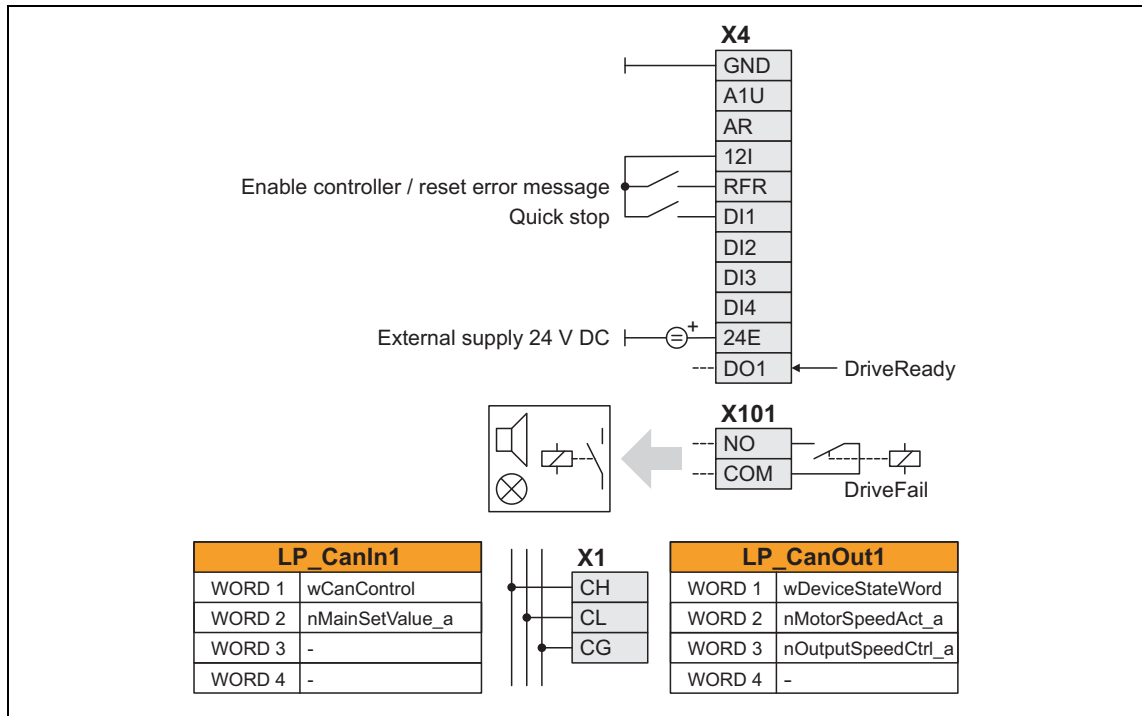 X4
GND
A1U
AR
12I
Enable controller / reset error message RFR
Quick stop DI1
DI2
DI3
DI4
External supply 24 V DC + 24E
DO1 DriveReady
X101
NO
COM
DriveFail
LP_CanIn1 X1 LP_CanOut1
WORD 1 wCanControl CH WORD 1 wDeviceStateWord
WORD 2 nMainSetValue_a CL WORD 2 nMotorSpeedAct_a
WORD 3 - CG WORD 3 nOutputSpeedCtrl_a
WORD 4 - WORD 4 -